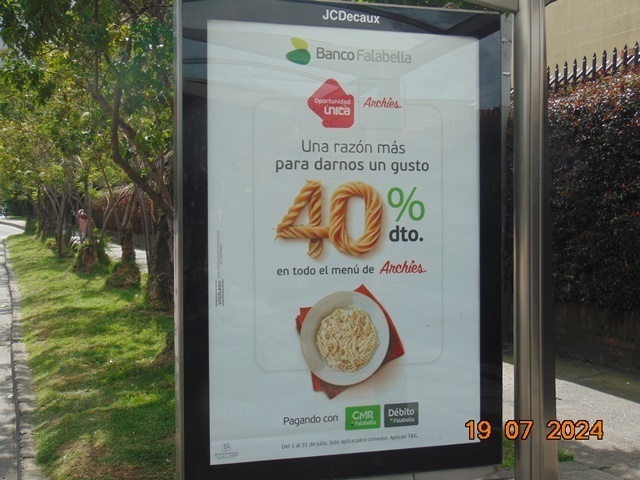 JCDecaux
Banco Falabella
Oportunidad
única
Archies
Una razón más
para darnos un gusto
40%
dto.
en todo el menú de Archies
VIGILADO
Pagando con CMR Falabella Débito Falabella
Del 1 al 31 de julio. Solo aplica para comedor. Aplican T&C.
19 07 2024